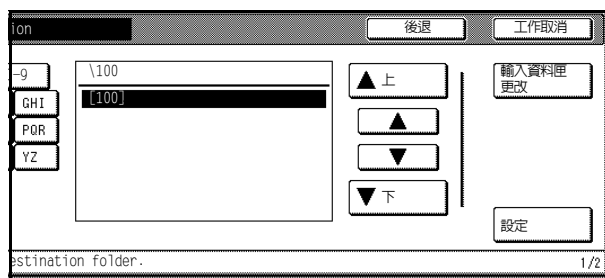 ion
後退
工作取消
-9
GHI
PQR
YZ
\100
[100]
▲上
▲
▼
▼下
輸入資料匣
更改
設定
estination folder.
1/2